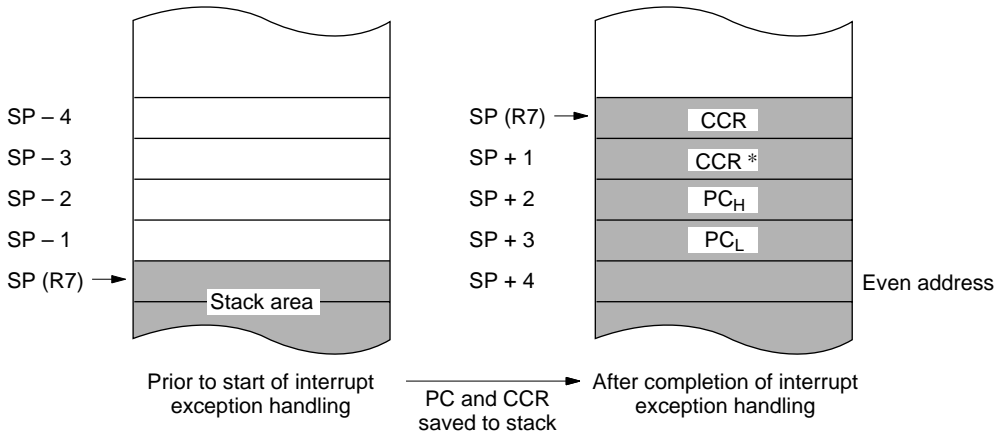 SP – 4
SP – 3
SP – 2
SP – 1
SP (R7)
Stack area
Prior to start of interrupt
exception handling
PC and CCR
saved to stack
SP (R7)
SP + 1
SP + 2
SP + 3
SP + 4
CCR
CCR *
PCH
PCL
Even address
After completion of interrupt
exception handling